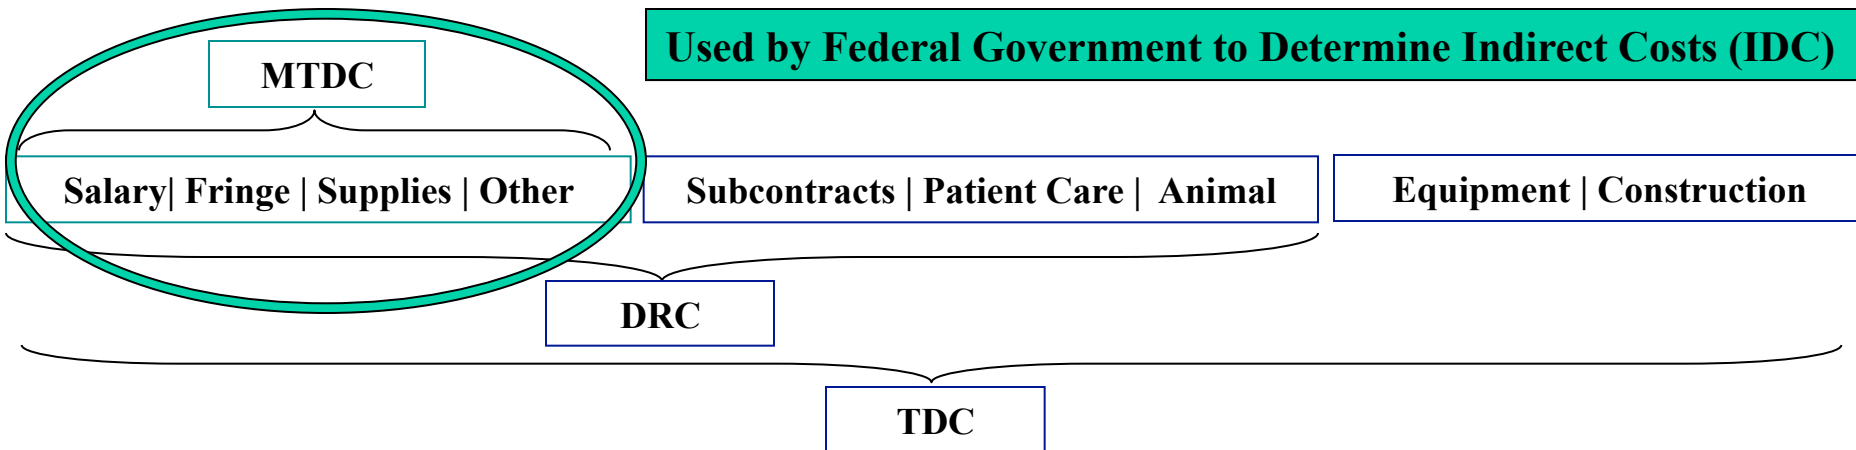 Used by Federal Government to Determine Indirect Costs (IDC)
MTDC
Salary| Fringe | Supplies | Other
Subcontracts | Patient Care | Animal
Equipment | Construction
DRC
TDC